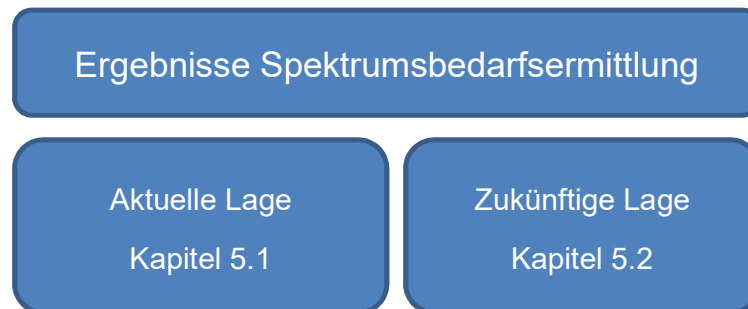 Ergebnisse Spektrumsbedarfsermittlung
Aktuelle Lage
Kapitel 5.1
Zukünftige Lage
Kapitel 5.2